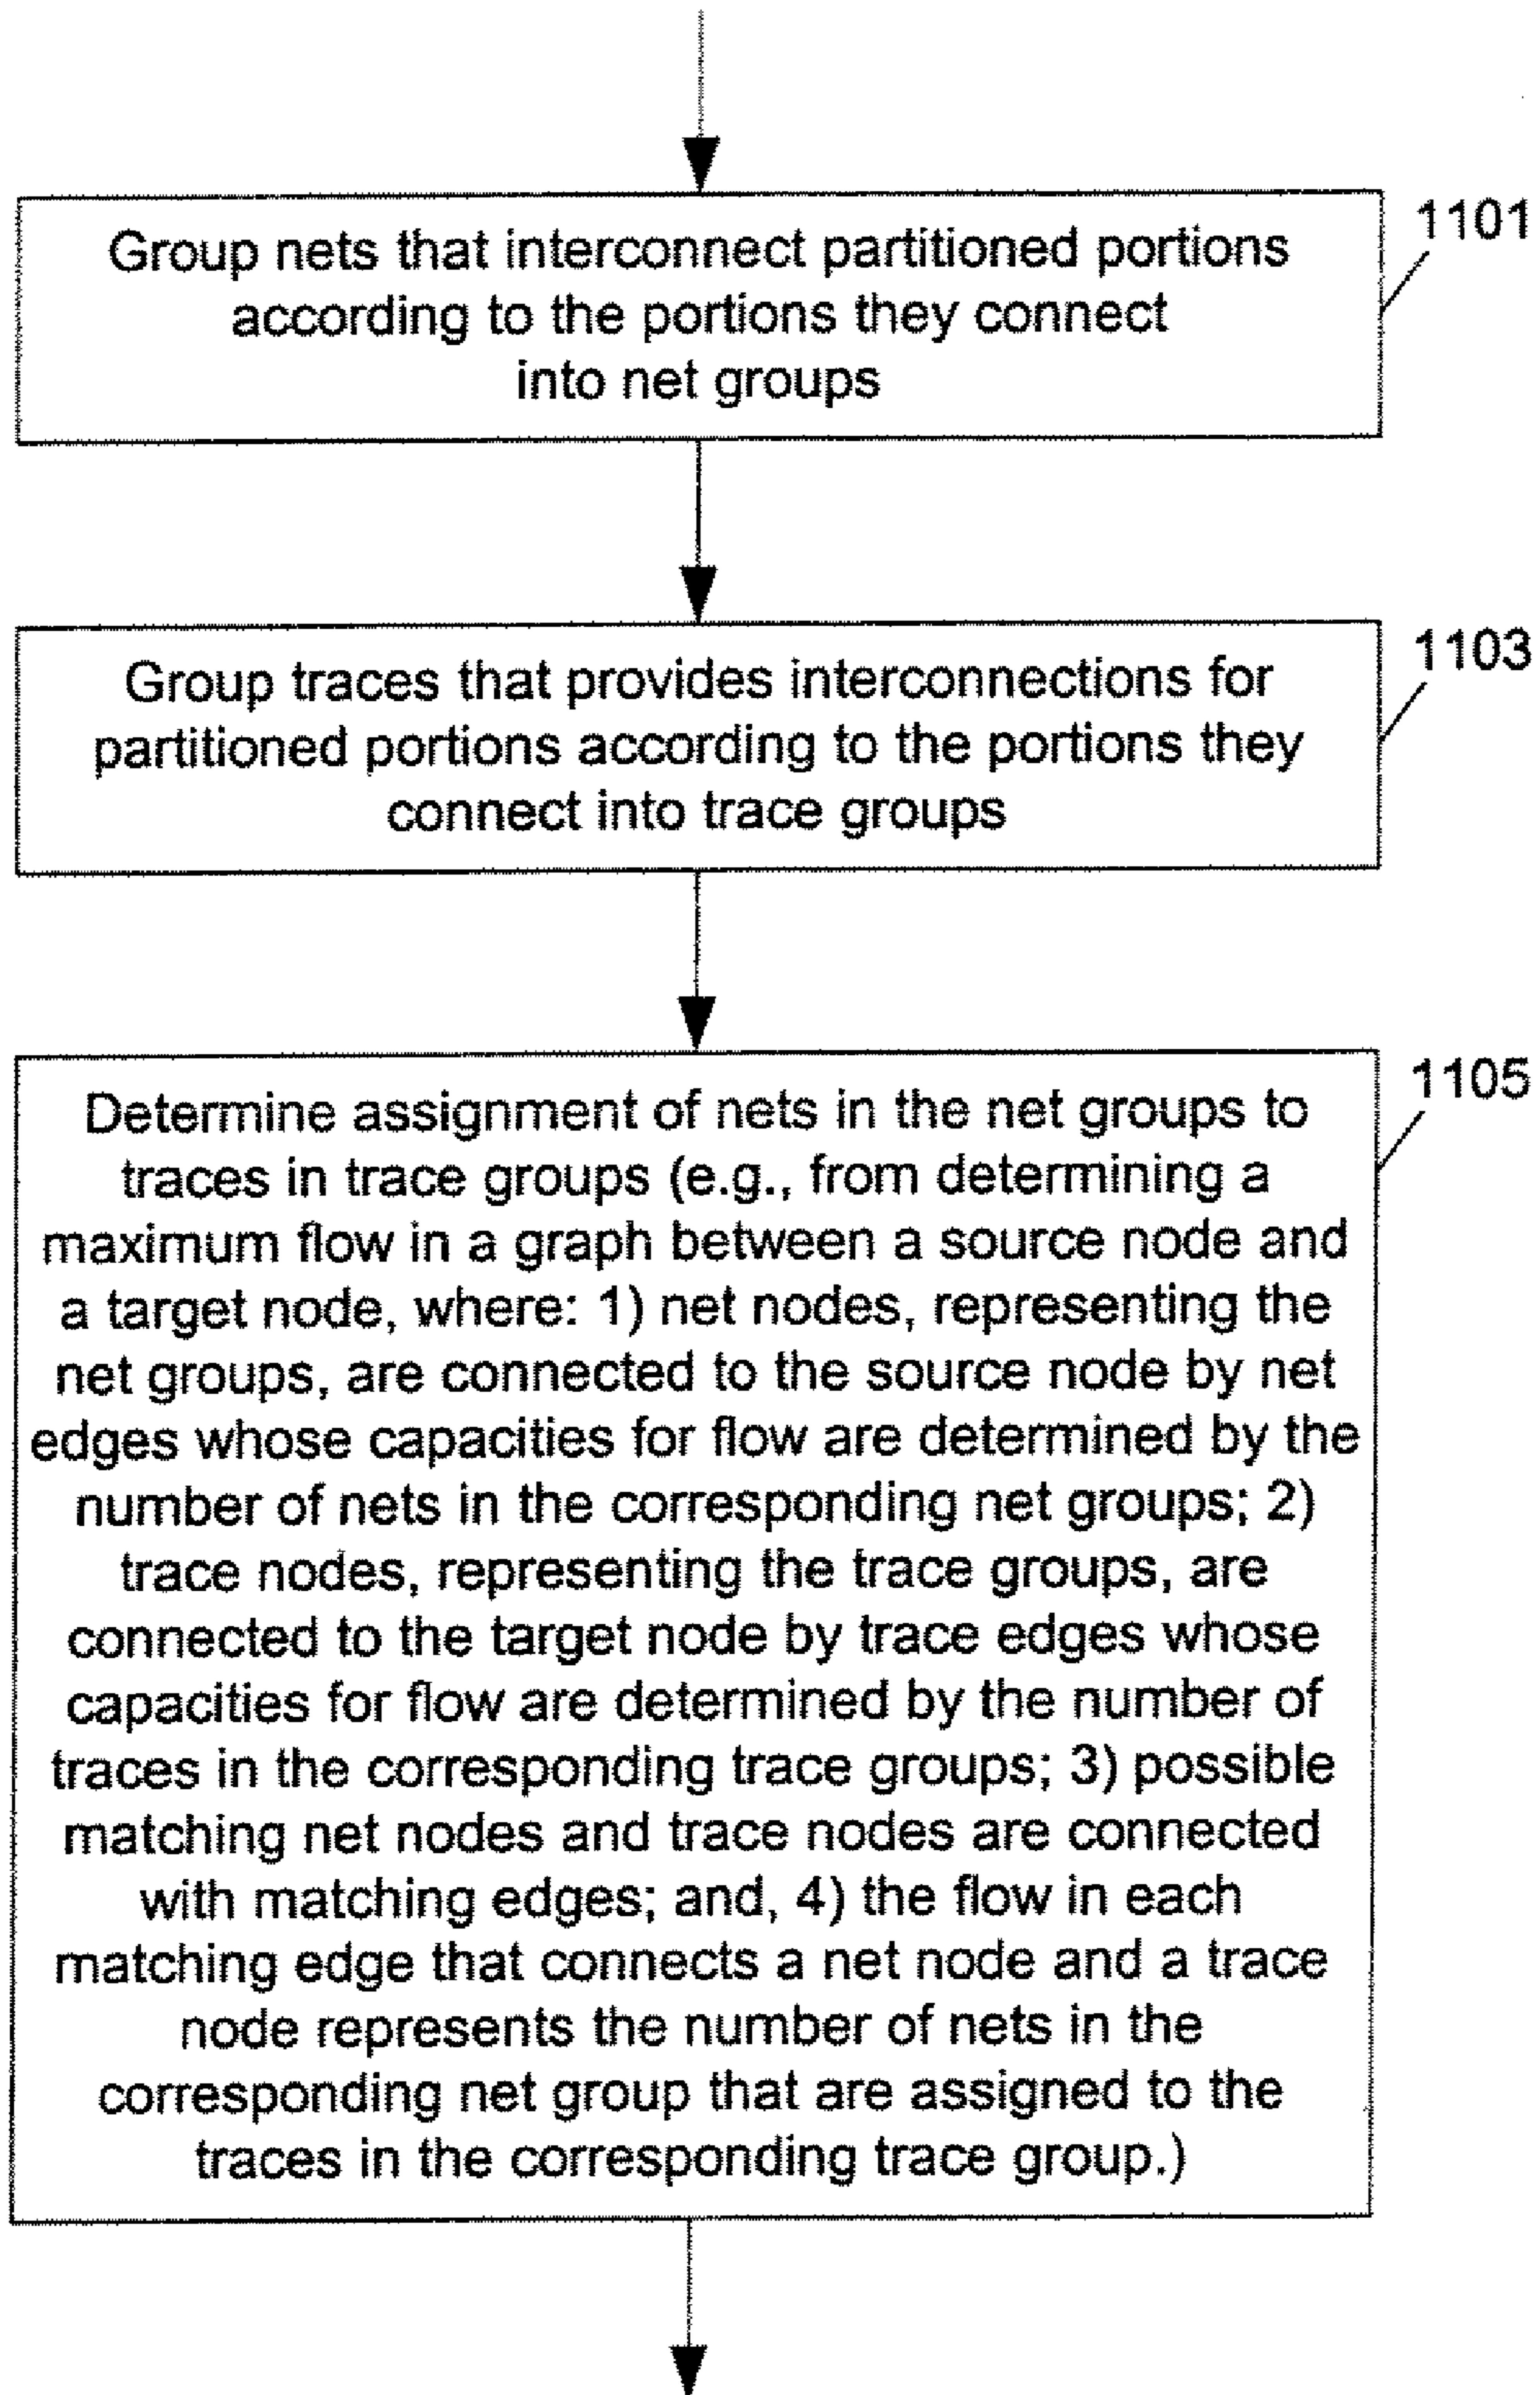 Group nets that interconnect partitioned portions
according to the portions they connect
into net groups
1101
Group traces that provides interconnections for
partitioned portions according to the portions they
connect into trace groups
1103
Determine assignment of nets in the net groups to
traces in trace groups (e.g., from determining a
maximum flow in a graph between a source node and
a target node, where: 1) net nodes, representing the
net groups, are connected to the source node by net
edges whose capacities for flow are determined by the
number of nets in the corresponding net groups; 2)
trace nodes, representing the trace groups, are
connected to the target node by trace edges whose
capacities for flow are determined by the number of
traces in the corresponding trace groups; 3) possible
matching net nodes and trace nodes are connected
with matching edges; and, 4) the flow in each
matching edge that connects a net node and a trace
node represents the number of nets in the
corresponding net group that are assigned to the
traces in the corresponding trace group.)
1105